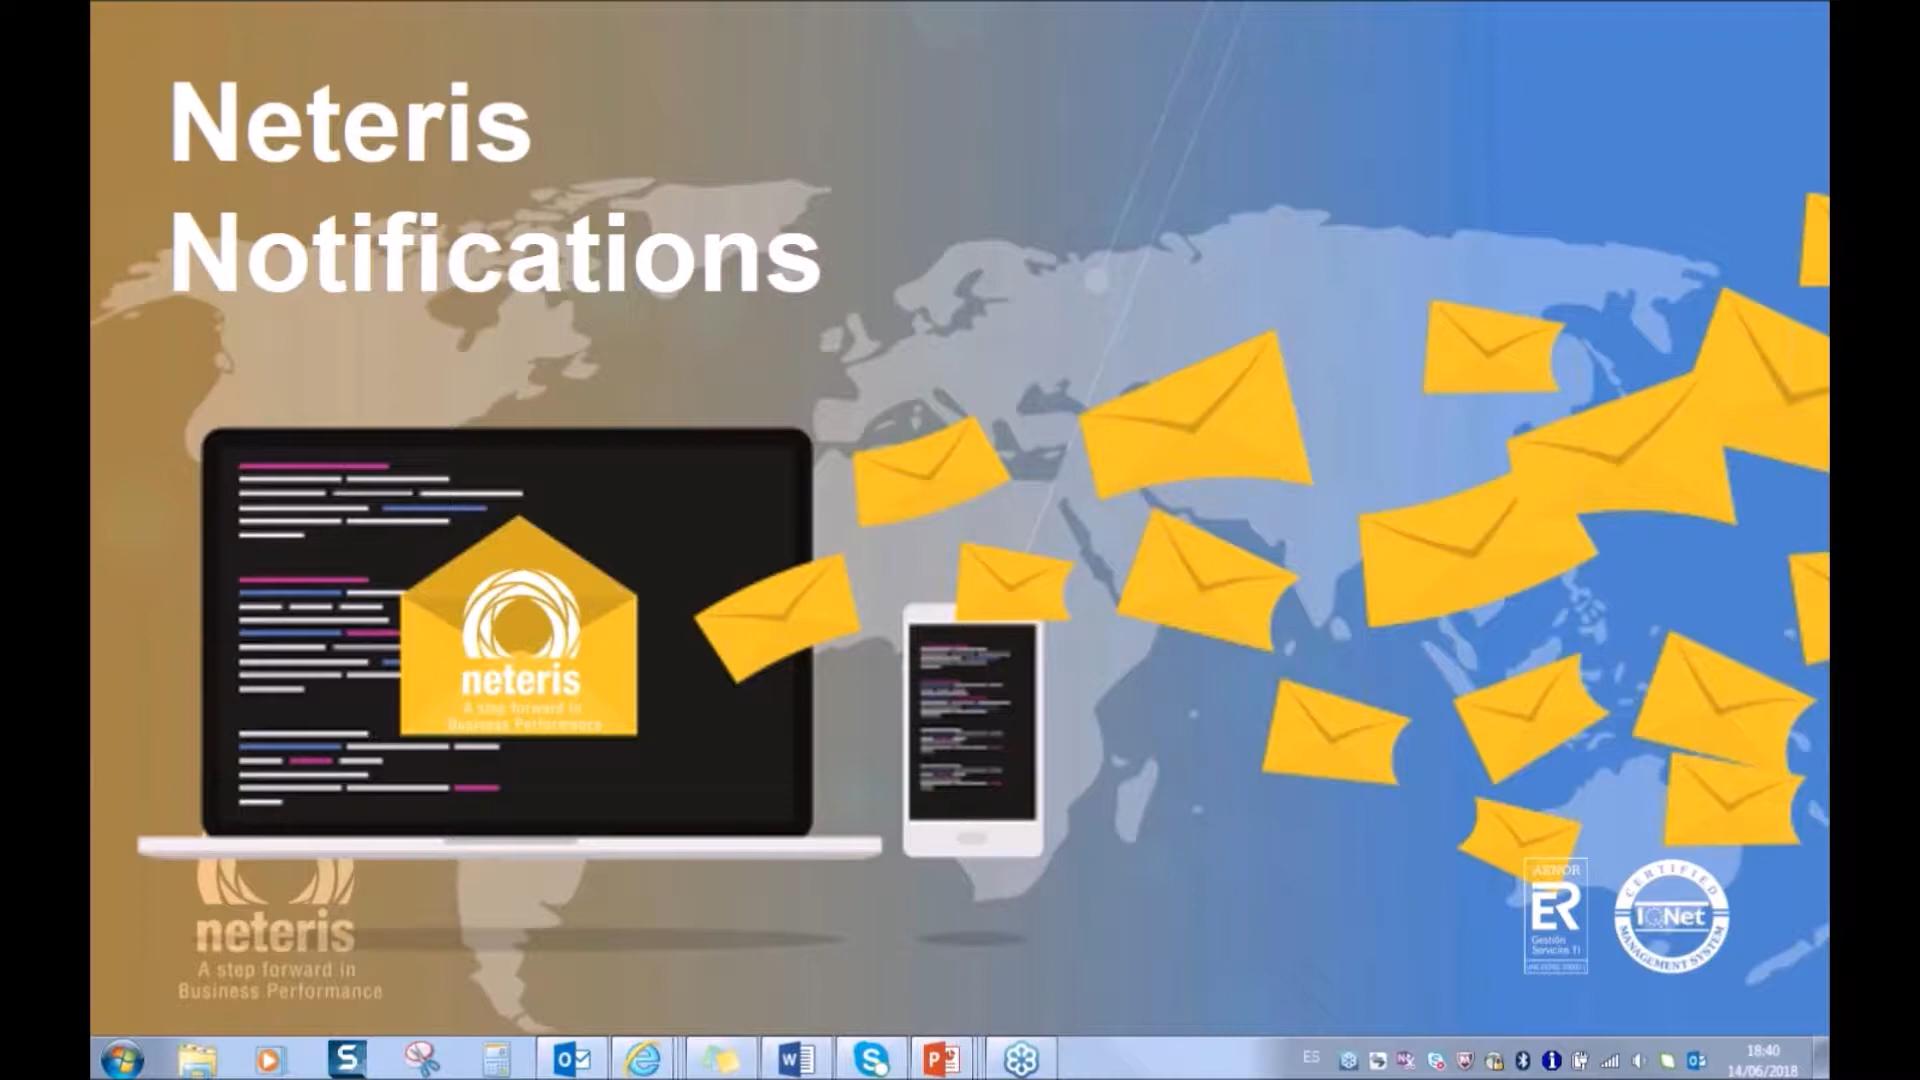 Neteris
Notifications
neteris
A step forward in
Business Performance
neteris
A step forward in
Business Performance
AENOR
ER
Gestión
Servicios TI
CERTIFIED
IQNet
MANAGEMENT SYSTEM
ES
18:40
14/06/2018